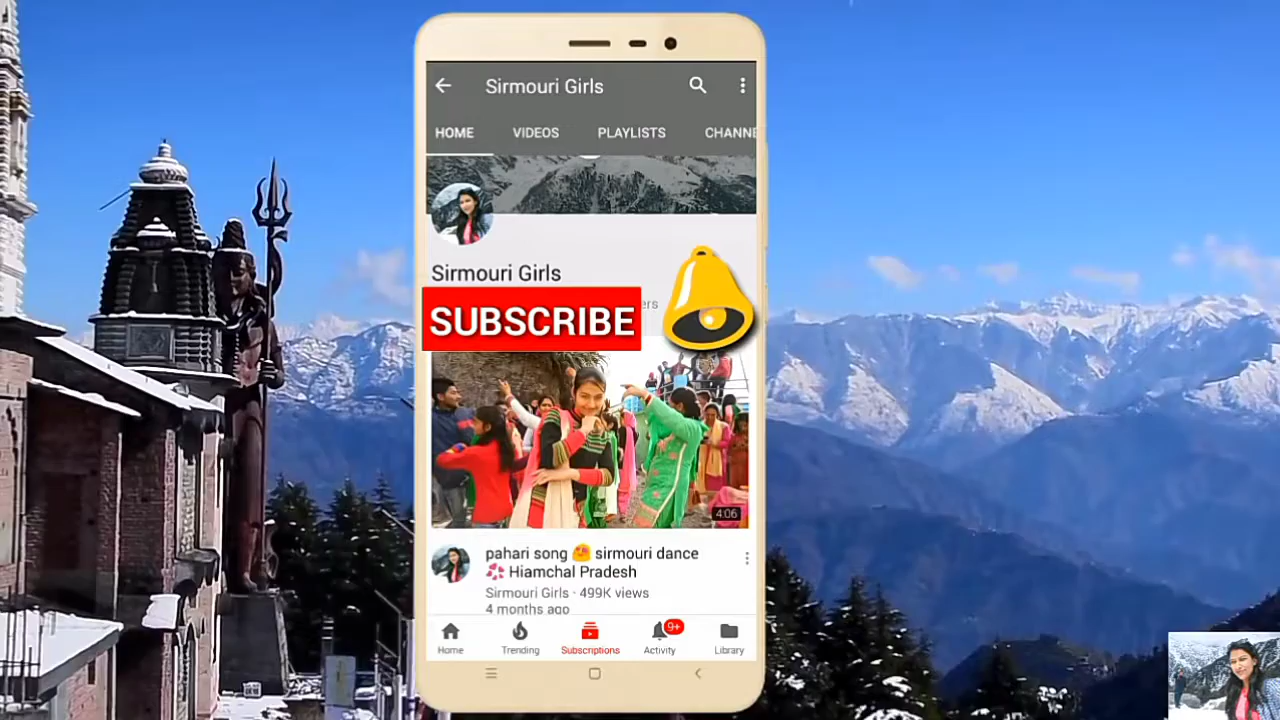 Sirmouri Girls
HOME VIDEOS PLAYLISTS CHANNE
Sirmouri Girls
ers
SUBSCRIBE
4:06
pahari song 😍 sirmouri dance
💞 Hiamchal Pradesh
Sirmouri Girls · 499K views
4 months ago
9+
Home Trending Subscriptions Activity Library